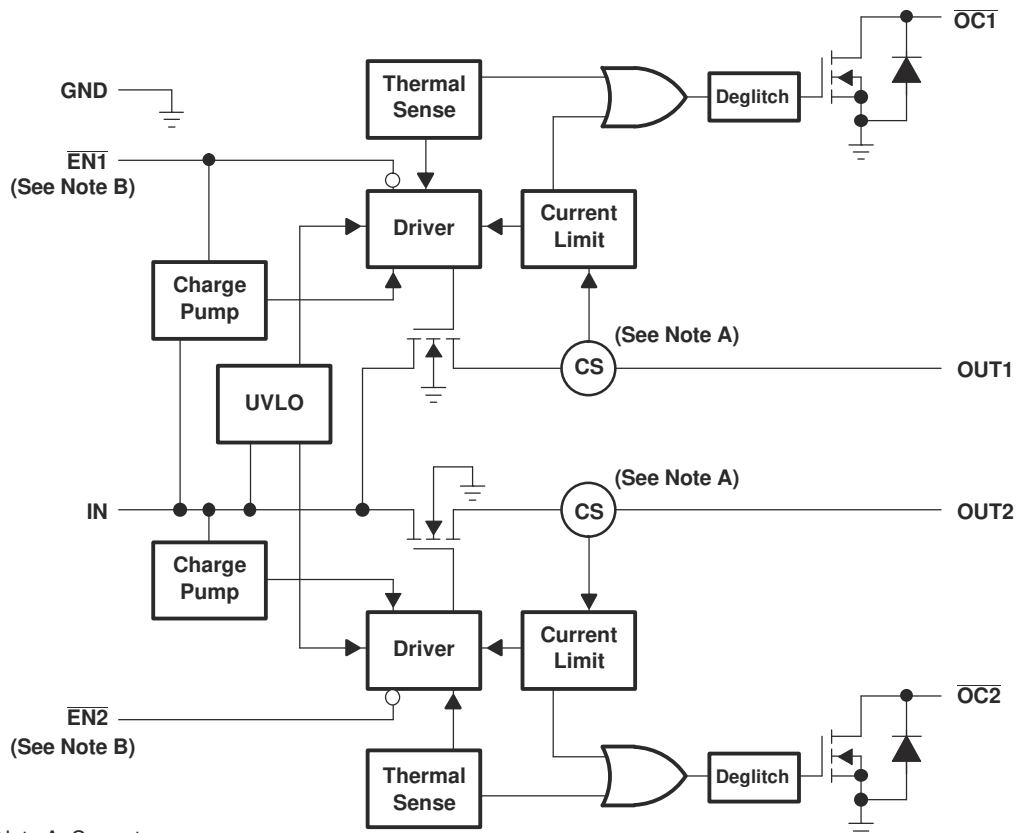 OC1
GND
Thermal
Sense
Deglitch
EN1
(See Note B)
Driver
Current
Limit
Charge
Pump
(See Note A)
CS
OUT1
UVLO
(See Note A)
IN
CS
OUT2
Charge
Pump
Driver
Current
Limit
EN2
(See Note B)
OC2
Thermal
Sense
Deglitch